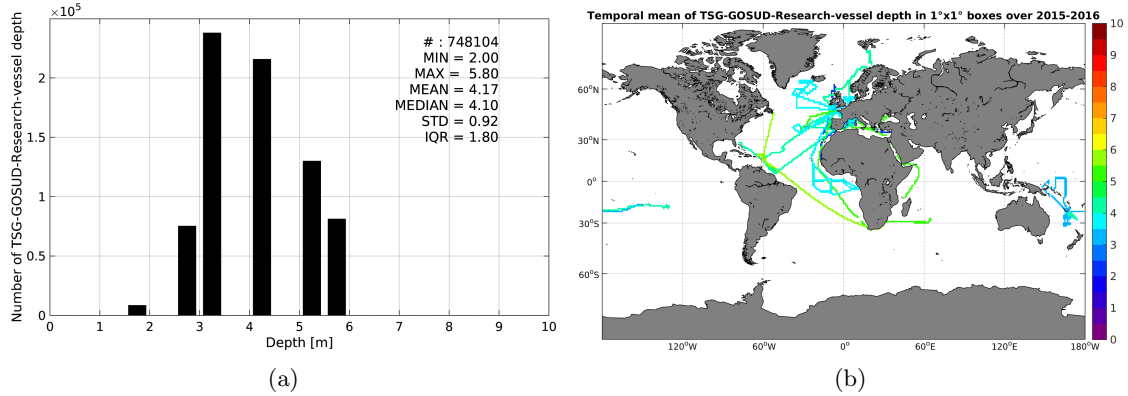 ×10⁵
2
1.5
1
0.5
0
Number of TSG-GOSUD-Research-vessel depth
# : 748104
MIN = 2.00
MAX = 5.80
MEAN = 4.17
MEDIAN = 4.10
STD = 0.92
IQR = 1.80
0 1 2 3 4 5 6 7 8 9 10
Depth [m]
(a)
Temporal mean of TSG-GOSUD-Research-vessel depth in 1°x1° boxes over 2015-2016
60°N
30°N
0°
30°S
60°S
120°W 60°W 0° 60°E 120°E 180°W
10
9
8
7
6
5
4
3
2
1
0
(b)